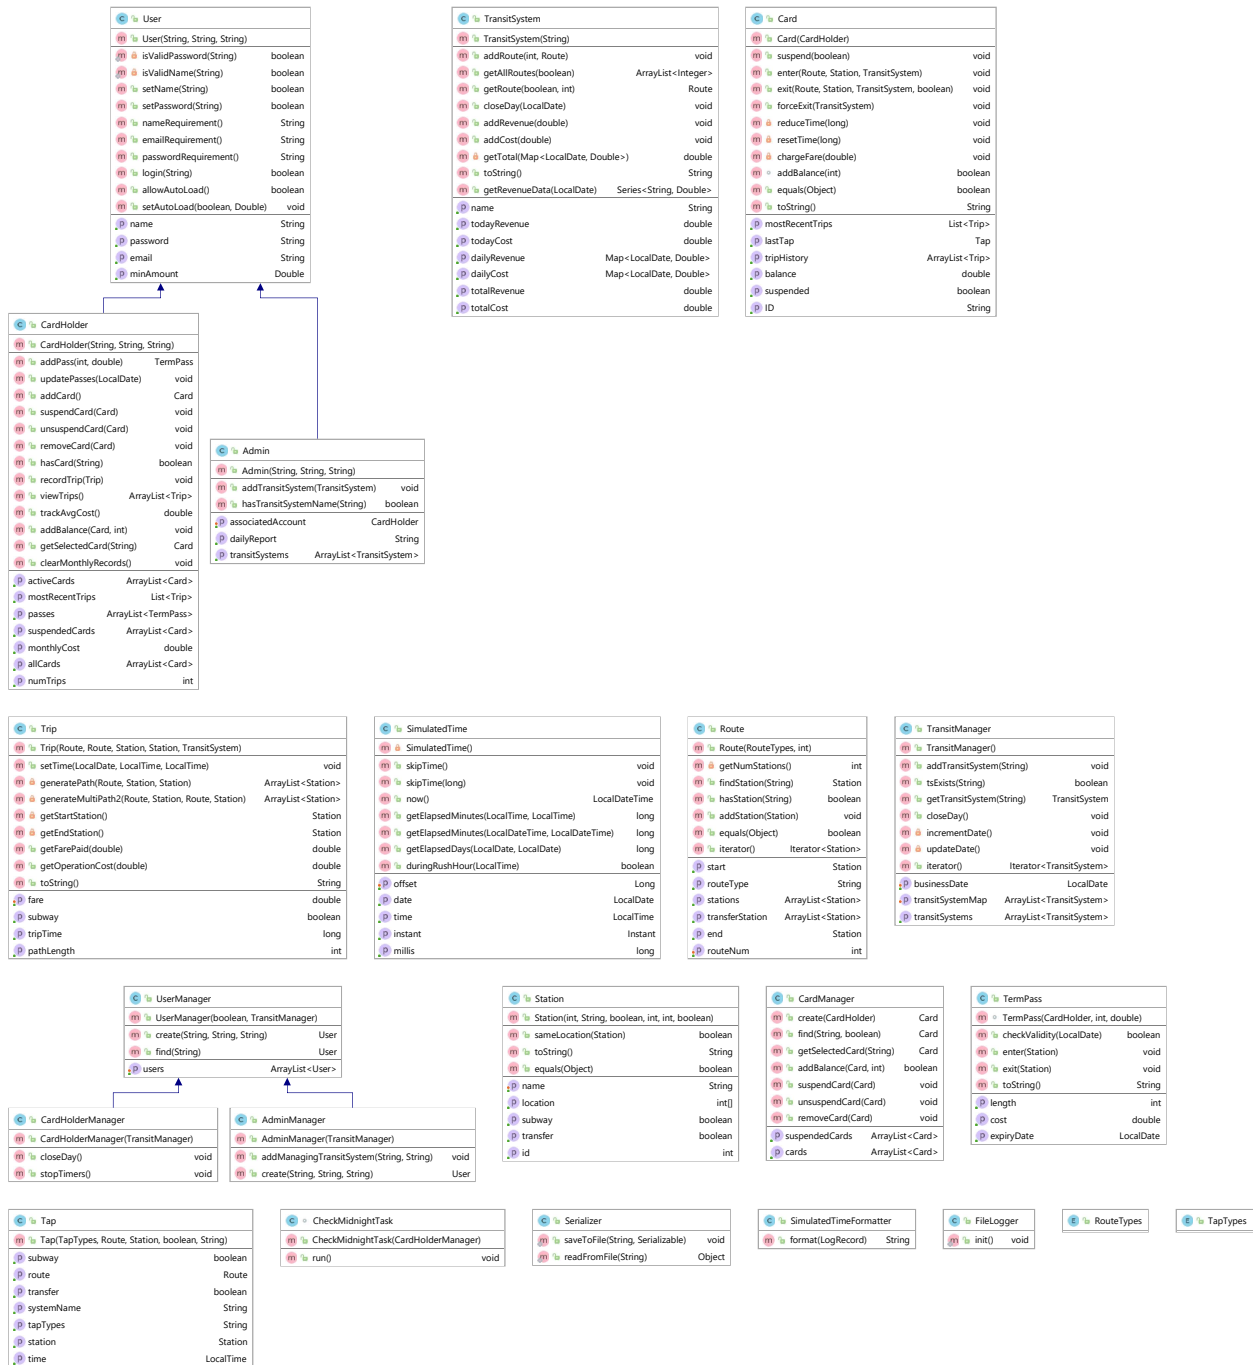 User
User(String, String, String)
isValidPassword(String) boolean
isValidName(String) boolean
setName(String) boolean
setPassword(String) boolean
nameRequirement() String
emailRequirement() String
passwordRequirement() String
login(String) boolean
allowAutoLoad() boolean
setAutoLoad(boolean, Double) void
name String
password String
email String
minAmount Double
TransitSystem
TransitSystem(String)
addRoute(int, Route) void
getAllRoutes(boolean) ArrayList<Integer>
getRoute(boolean, int) Route
closeDay(LocalDate) void
addRevenue(double) void
addCost(double) void
getTotal(Map<LocalDate, Double>) double
toString() String
getRevenueData(LocalDate) Series<String, Double>
name String
todayRevenue double
todayCost double
dailyRevenue Map<LocalDate, Double>
dailyCost Map<LocalDate, Double>
totalRevenue double
totalCost double
Card
Card(CardHolder)
suspend(boolean) void
enter(Route, Station, TransitSystem) void
exit(Route, Station, TransitSystem, boolean) void
forceExit(TransitSystem) void
reduceTime(long) void
resetTime(long) void
chargeFare(double) void
addBalance(int) boolean
equals(Object) boolean
toString() String
mostRecentTrips List<Trip>
lastTap Tap
tripHistory ArrayList<Trip>
balance double
suspended boolean
ID String
CardHolder
CardHolder(String, String, String)
addPass(int, double) TermPass
updatePasses(LocalDate) void
addCard() Card
suspendCard(Card) void
unsuspendCard(Card) void
removeCard(Card) void
hasCard(String) boolean
recordTrip(Trip) void
viewTrips() ArrayList<Trip>
trackAvgCost() double
addBalance(Card, int) void
getSelectedCard(String) Card
clearMonthlyRecords() void
activeCards ArrayList<Card>
mostRecentTrips List<Trip>
passes ArrayList<TermPass>
suspendedCards ArrayList<Card>
monthlyCost double
allCards ArrayList<Card>
numTrips int
Admin
Admin(String, String, String)
addTransitSystem(TransitSystem) void
hasTransitSystemName(String) boolean
associatedAccount CardHolder
dailyReport String
transitSystems ArrayList<TransitSystem>
Trip
Trip(Route, Route, Station, Station, TransitSystem)
setTime(LocalDate, LocalTime, LocalTime) void
generatePath(Route, Station, Station) ArrayList<Station>
generateMultiPath2(Route, Station, Route, Station) ArrayList<Station>
getStartStation() Station
getEndStation() Station
getFarePaid(double) double
getOperationCost(double) double
toString() String
fare double
subway boolean
tripTime long
pathLength int
SimulatedTime
SimulatedTime()
skipTime() void
skipTime(long) void
now() LocalDateTime
getElapsedMinutes(LocalTime, LocalTime) long
getElapsedMinutes(LocalDateTime, LocalDateTime) long
getElapsedDays(LocalDate, LocalDate) long
duringRushHour(LocalTime) boolean
offset Long
date LocalDate
time LocalTime
instant Instant
millis long
Route
Route(RouteTypes, int)
getNumStations() int
findStation(String) Station
hasStation(String) boolean
addStation(Station) void
equals(Object) boolean
iterator() Iterator<Station>
start Station
routeType String
stations ArrayList<Station>
transferStation ArrayList<Station>
end Station
routeNum int
TransitManager
TransitManager()
addTransitSystem(String) void
tsExists(String) boolean
getTransitSystem(String) TransitSystem
closeDay() void
incrementDate() void
updateDate() void
iterator() Iterator<TransitSystem>
businessDate LocalDate
transitSystemMap ArrayList<TransitSystem>
transitSystems ArrayList<TransitSystem>
UserManager
UserManager(boolean, TransitManager)
create(String, String, String) User
find(String) User
users ArrayList<User>
CardHolderManager
CardHolderManager(TransitManager)
closeDay() void
stopTimers() void
AdminManager
AdminManager(TransitManager)
addManagingTransitSystem(String, String) void
create(String, String, String) User
Station
Station(int, String, boolean, int, int, boolean)
sameLocation(Station) boolean
toString() String
equals(Object) boolean
name String
location int[]
subway boolean
transfer boolean
id int
CardManager
create(CardHolder) Card
find(String, boolean) Card
getSelectedCard(String) Card
addBalance(Card, int) boolean
suspendCard(Card) void
unsuspendCard(Card) void
removeCard(Card) void
suspendedCards ArrayList<Card>
cards ArrayList<Card>
TermPass
TermPass(CardHolder, int, double)
checkValidity(LocalDate) boolean
enter(Station) void
exit(Station) void
toString() String
length int
cost double
expiryDate LocalDate
Tap
Tap(TapTypes, Route, Station, boolean, String)
subway boolean
route Route
transfer boolean
systemName String
tapTypes String
station Station
time LocalTime
CheckMidnightTask
CheckMidnightTask(CardHolderManager)
run() void
Serializer
saveToFile(String, Serializable) void
readFromFile(String) Object
SimulatedTimeFormatter
format(LogRecord) String
FileLogger
init() void
RouteTypes
TapTypes